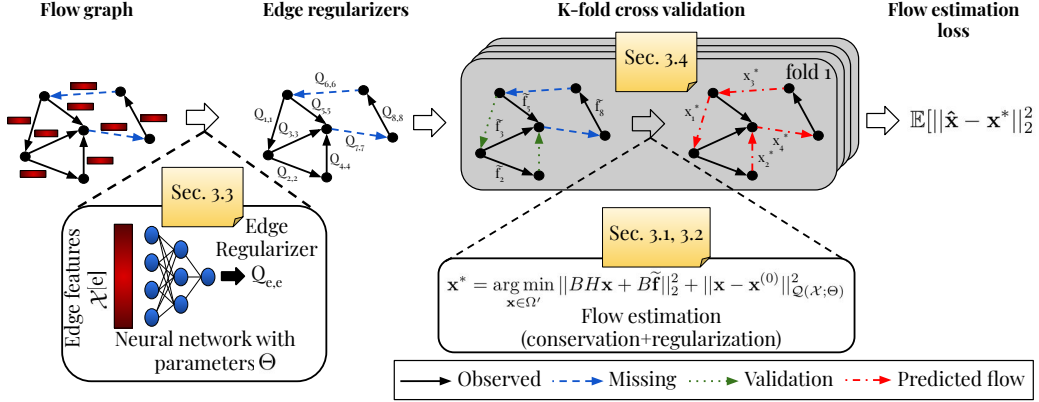 Flow graph
Edge regularizers
K-fold cross validation
Flow estimation
loss
Q6,6
Q1,1
Q5,5
Q3,3
Q8,8
Q7,7
Q4,4
Q2,2
Sec. 3.4
fold 1
f̃5
f̃8
f̃3
f̃2
x3*
x1*
x4*
x2*
𝔼[||x̂ − x*||₂²
Sec. 3.3
Edge features
𝒳[e]
Edge
Regularizer
Qe,e
Neural network with
parameters Θ
Sec. 3.1, 3.2
x* = arg min ||BHx + Bf̃||₂² + ||x − x⁽⁰⁾||²𝒬(𝒳;Θ)
x∈Ω′
Flow estimation
(conservation+regularization)
Observed
Missing
Validation
Predicted flow